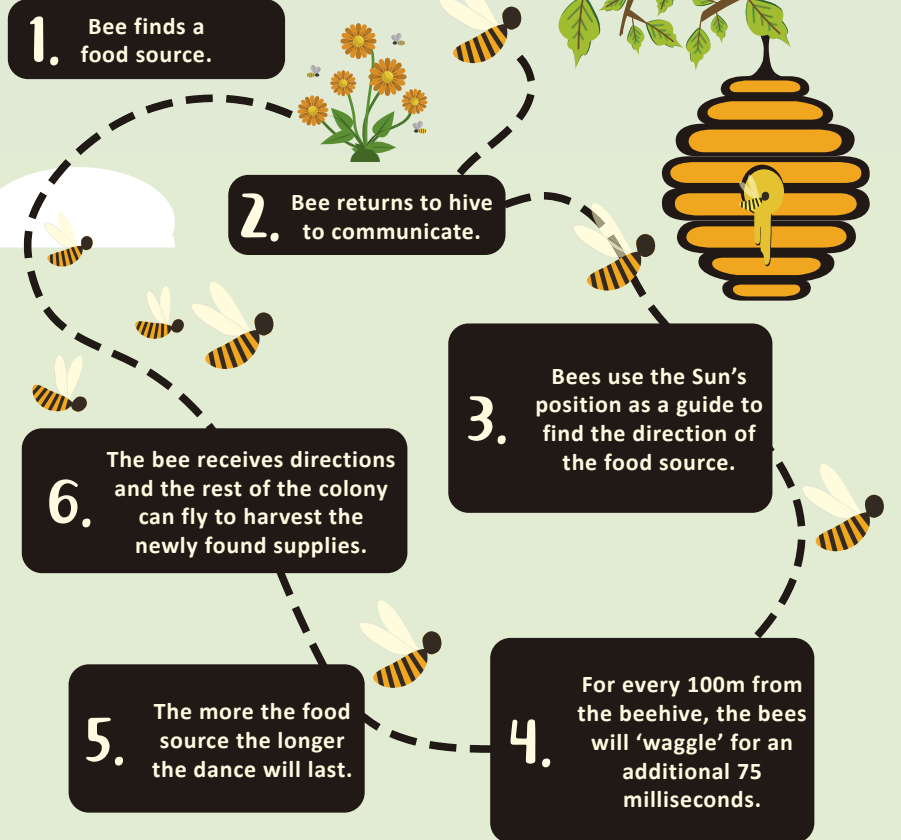 1.
Bee finds a
food source.
2.
Bee returns to hive
to communicate.
3.
Bees use the Sun's
position as a guide to
find the direction of
the food source.
4.
For every 100m from
the beehive, the bees
will ‘waggle’ for an
additional 75
milliseconds.
5.
The more the food
source the longer
the dance will last.
6.
The bee receives directions
and the rest of the colony
can fly to harvest the
newly found supplies.